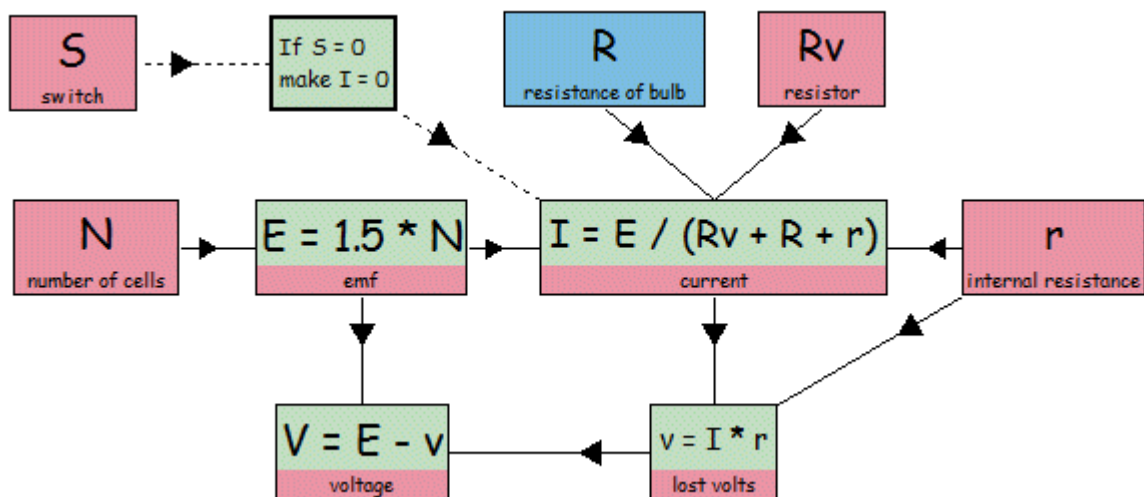 S
switch
If S = 0
make I = 0
R
resistance of bulb
Rv
resistor
N
number of cells
E = 1.5 * N
emf
I = E / (Rv + R + r)
current
r
internal resistance
V = E - v
voltage
v = I * r
lost volts